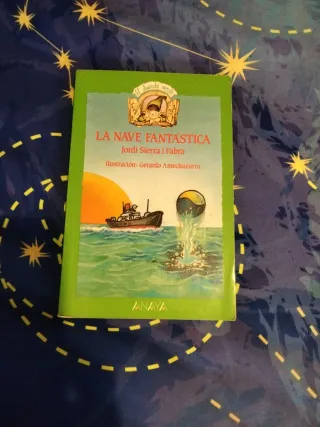 El duende verde
LA NAVE FANTÁSTICA
Jordi Sierra i Fabra
Ilustración: Gerardo Amechazurra
ANAYA